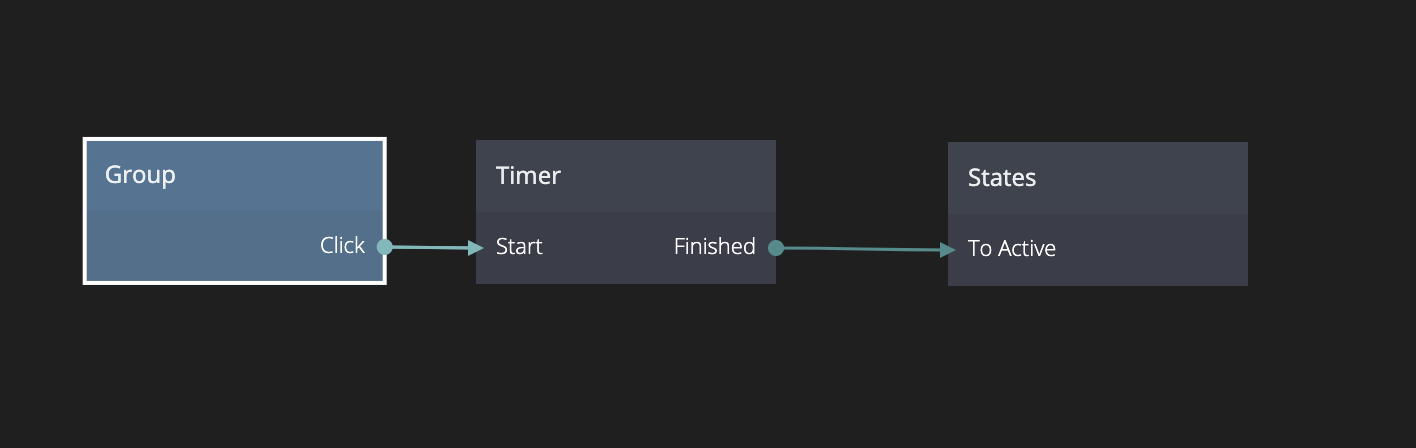 Group
Click
Timer
Start
Finished
States
To Active